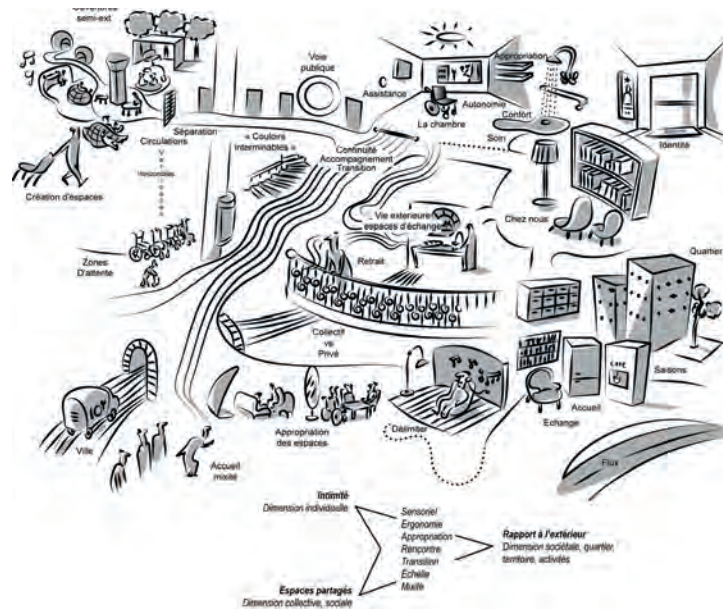 semi-ext
Voie
publique
Appropriation
Assistance
Autonomie
Confort
La chambre
Soin
Identité
Séparation
Circulations
« Couloirs
interminables »
Continuité
Accompagnement
Transition
Horizontales
Création d'espaces
Vie exterieure
espaces d'échange
Chez nous
Zones
D'attente
Retrait
Quartier
Collectif
vs
Privé
Saisons
CAFE
Accueil
Echange
Délimiter
Appropriation
des espaces
Ville
Accueil
mixité
Flux
Intimité
Dimension individuelle
Sensoriel
Ergonomie
Appropriation
Rencontre
Transition
Échelle
Mixité
Rapport à l'extérieur
Dimension sociétale, quartier,
territoire, activités
Espaces partagés
Dimension collective, sociale